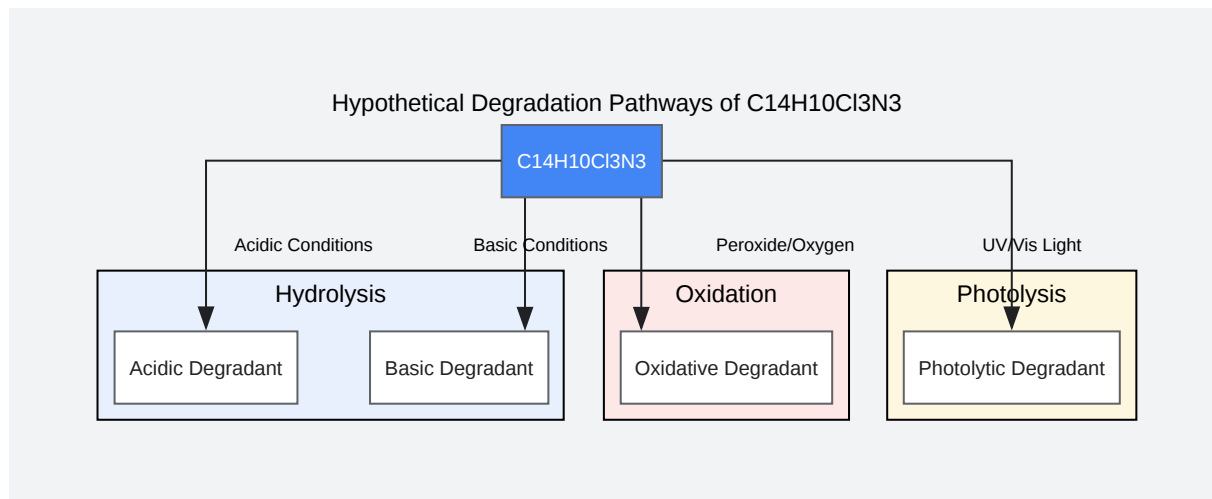 Hypothetical Degradation Pathways of C14H10Cl3N3
C14H10Cl3N3
Acidic Conditions
Basic Conditions
Peroxide/Oxygen
UV/Vis Light
Hydrolysis
Oxidation
Photolysis
Acidic Degradant
Basic Degradant
Oxidative Degradant
Photolytic Degradant